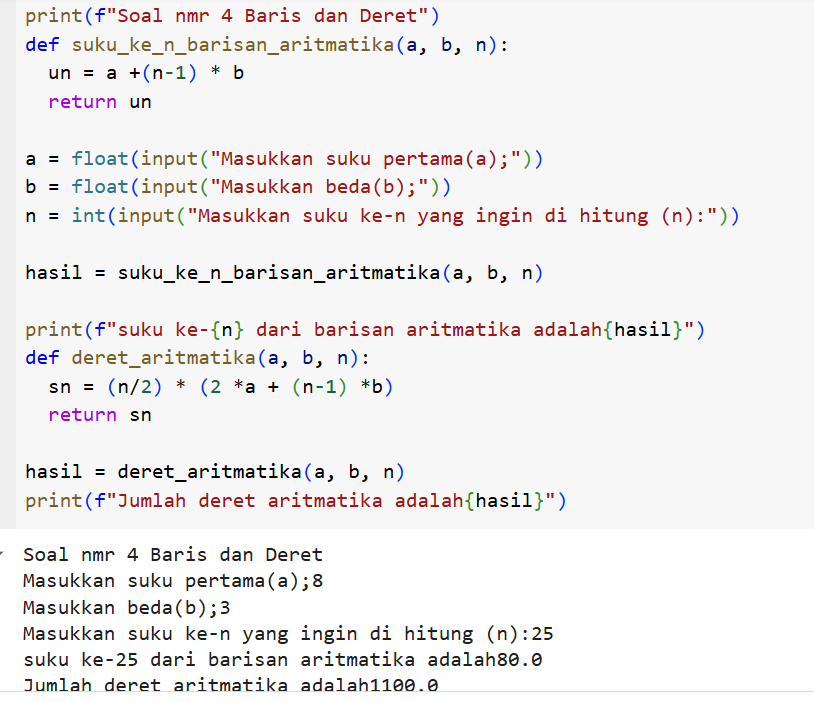 print(f"Soal nmr 4 Baris dan Deret")
def suku_ke_n_barisan_aritmatika(a, b, n):
  un = a +(n-1) * b
  return un
a = float(input("Masukkan suku pertama(a);"))
b = float(input("Masukkan beda(b);"))
n = int(input("Masukkan suku ke-n yang ingin di hitung (n):"))
hasil = suku_ke_n_barisan_aritmatika(a, b, n)
print(f"suku ke-{n} dari barisan aritmatika adalah{hasil}")
def deret_aritmatika(a, b, n):
  sn = (n/2) * (2 *a + (n-1) *b)
  return sn
hasil = deret_aritmatika(a, b, n)
print(f"Jumlah deret aritmatika adalah{hasil}")
Soal nmr 4 Baris dan Deret
Masukkan suku pertama(a);8
Masukkan beda(b);3
Masukkan suku ke-n yang ingin di hitung (n):25
suku ke-25 dari barisan aritmatika adalah80.0
Jumlah deret aritmatika adalah1100.0